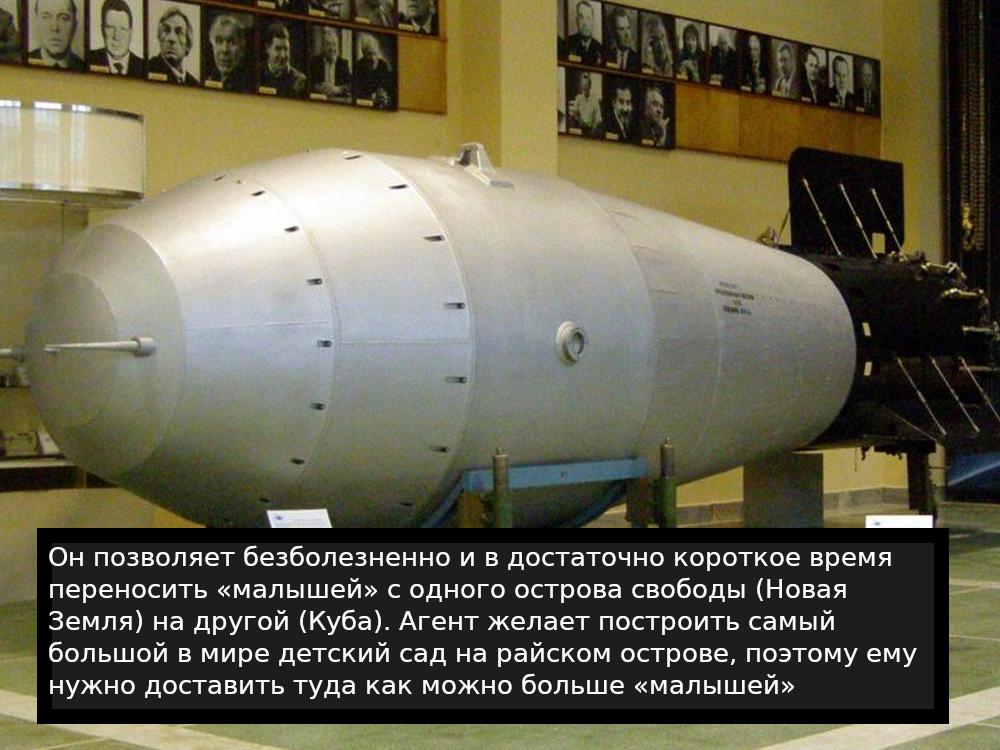 Он позволяет безболезненно и в достаточно короткое время
переносить «малышей» с одного острова свободы (Новая
Земля) на другой (Куба). Агент желает построить самый
большой в мире детский сад на райском острове, поэтому ему
нужно доставить туда как можно больше «малышей»